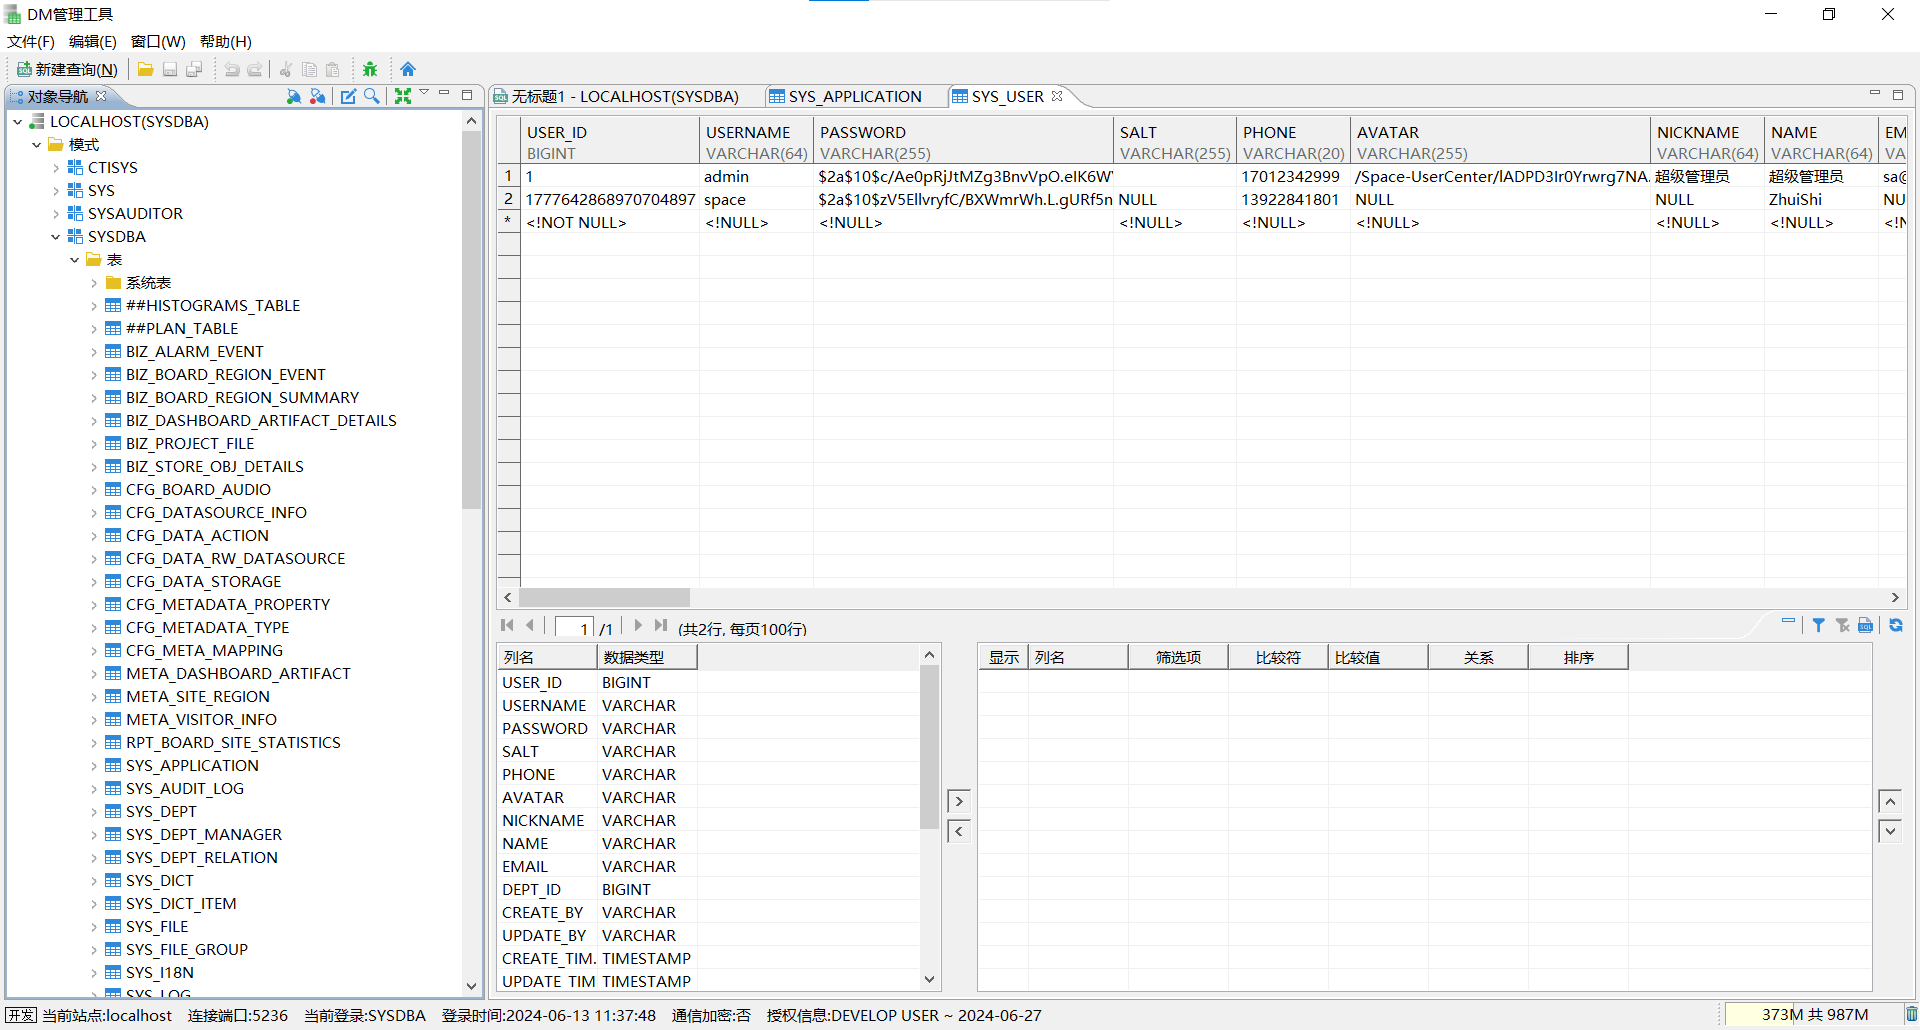 DM管理工具
文件(F) 编辑(E) 窗口(W) 帮助(H)
新建查询(N)
对象导航
无标题1 - LOCALHOST(SYSDBA)
SYS_APPLICATION
SYS_USER
LOCALHOST(SYSDBA)
模式
CTISYS
SYS
SYSAUDITOR
SYSDBA
表
系统表
##HISTOGRAMS_TABLE
##PLAN_TABLE
BIZ_ALARM_EVENT
BIZ_BOARD_REGION_EVENT
BIZ_BOARD_REGION_SUMMARY
BIZ_DASHBOARD_ARTIFACT_DETAILS
BIZ_PROJECT_FILE
BIZ_STORE_OBJ_DETAILS
CFG_BOARD_AUDIO
CFG_DATASOURCE_INFO
CFG_DATA_ACTION
CFG_DATA_RW_DATASOURCE
CFG_DATA_STORAGE
CFG_METADATA_PROPERTY
CFG_METADATA_TYPE
CFG_META_MAPPING
META_DASHBOARD_ARTIFACT
META_SITE_REGION
META_VISITOR_INFO
RPT_BOARD_SITE_STATISTICS
SYS_APPLICATION
SYS_AUDIT_LOG
SYS_DEPT
SYS_DEPT_MANAGER
SYS_DEPT_RELATION
SYS_DICT
SYS_DICT_ITEM
SYS_FILE
SYS_FILE_GROUP
SYS_I18N
SYS_LOG
USER_ID USERNAME PASSWORD SALT PHONE AVATAR NICKNAME NAME EM
BIGINT VARCHAR(64) VARCHAR(255) VARCHAR(255) VARCHAR(20) VARCHAR(255) VARCHAR(64) VARCHAR(64) VA
1 1 admin $2a$10$c/Ae0pRjJtMZg3BnvVpO.eIK6W 17012342999 /Space-UserCenter/lADPD3Ir0Yrwrg7NA. 超级管理员 超级管理员 sa@
2 1777642868970704897 space $2a$10$zV5EllvryfC/BXWmrWh.L.gURf5n NULL 13922841801 NULL NULL ZhuiShi NU
* <!NOT NULL> <!NULL> <!NULL> <!NULL> <!NULL> <!NULL> <!NULL> <!NULL> <!N
1 /1 (共2行, 每页100行)
列名 数据类型
USER_ID BIGINT
USERNAME VARCHAR
PASSWORD VARCHAR
SALT VARCHAR
PHONE VARCHAR
AVATAR VARCHAR
NICKNAME VARCHAR
NAME VARCHAR
EMAIL VARCHAR
DEPT_ID BIGINT
CREATE_BY VARCHAR
UPDATE_BY VARCHAR
CREATE_TIM. TIMESTAMP
UPDATE_TIM TIMESTAMP
显示 列名 筛选项 比较符 比较值 关系 排序
开发 当前站点:localhost 连接端口:5236 当前登录:SYSDBA 登录时间:2024-06-13 11:37:48 通信加密:否 授权信息:DEVELOP USER ~ 2024-06-27 373M 共 987M